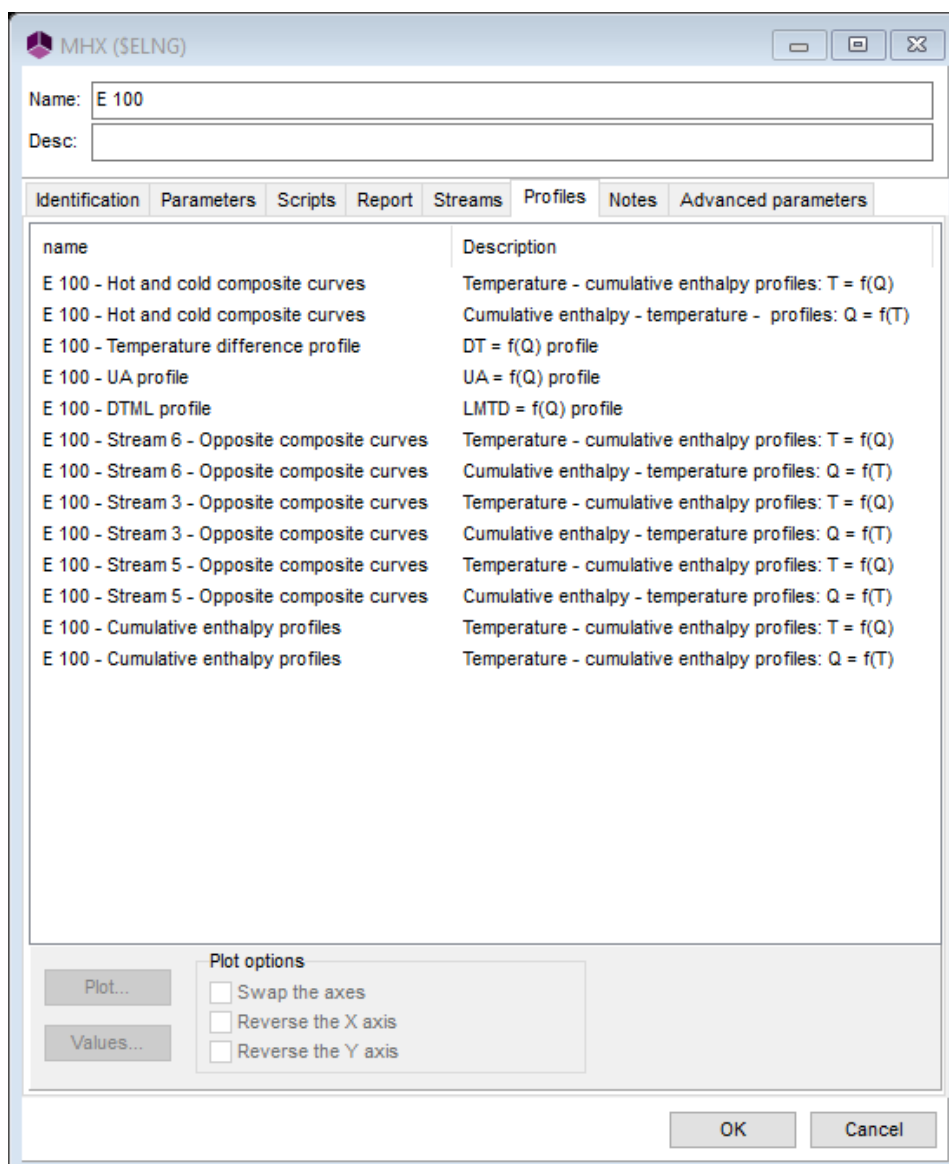 MHX ($ELNG)
Name: E 100
Desc:
Identification Parameters Scripts Report Streams Profiles Notes Advanced parameters
name Description
E 100 - Hot and cold composite curves Temperature - cumulative enthalpy profiles: T = f(Q)
E 100 - Hot and cold composite curves Cumulative enthalpy - temperature - profiles: Q = f(T)
E 100 - Temperature difference profile DT = f(Q) profile
E 100 - UA profile UA = f(Q) profile
E 100 - DTML profile LMTD = f(Q) profile
E 100 - Stream 6 - Opposite composite curves Temperature - cumulative enthalpy profiles: T = f(Q)
E 100 - Stream 6 - Opposite composite curves Cumulative enthalpy - temperature profiles: Q = f(T)
E 100 - Stream 3 - Opposite composite curves Temperature - cumulative enthalpy profiles: T = f(Q)
E 100 - Stream 3 - Opposite composite curves Cumulative enthalpy - temperature profiles: Q = f(T)
E 100 - Stream 5 - Opposite composite curves Temperature - cumulative enthalpy profiles: T = f(Q)
E 100 - Stream 5 - Opposite composite curves Cumulative enthalpy - temperature profiles: Q = f(T)
E 100 - Cumulative enthalpy profiles Temperature - cumulative enthalpy profiles: T = f(Q)
E 100 - Cumulative enthalpy profiles Temperature - cumulative enthalpy profiles: Q = f(T)
Plot options
Plot... Swap the axes
Reverse the X axis
Values... Reverse the Y axis
OK Cancel